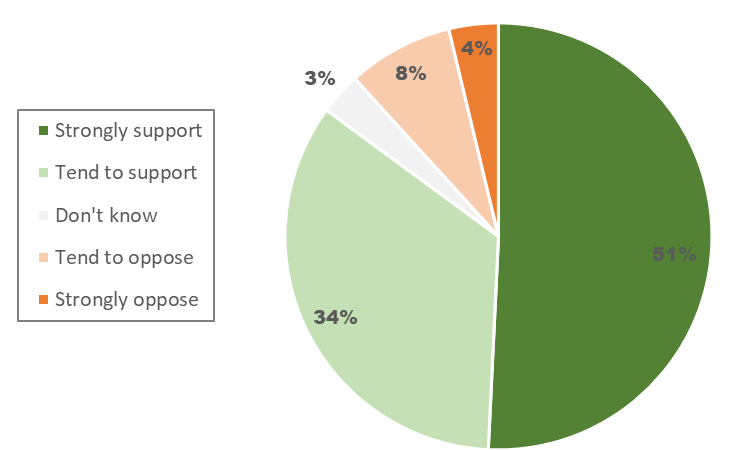 Strongly support
Tend to support
Don't know
Tend to oppose
Strongly oppose
4%
8%
3%
51%
34%